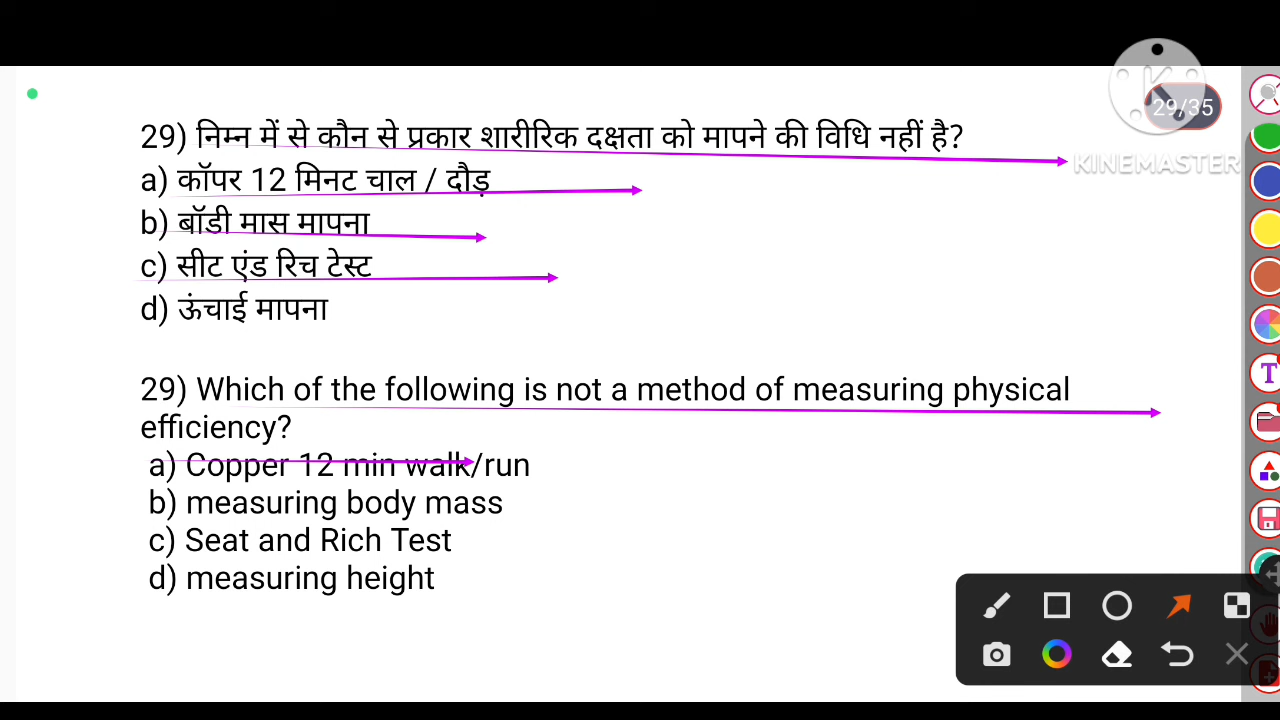 29/35
KINEMASTER
29) निम्न में से कौन से प्रकार शारीरिक दक्षता को मापने की विधि नहीं है?
a) कॉपर 12 मिनट चाल / दौड़
b) बॉडी मास मापना
c) सीट एंड रिच टेस्ट
d) ऊंचाई मापना
29) Which of the following is not a method of measuring physical
efficiency?
a) Copper 12 min walk/run
b) measuring body mass
c) Seat and Rich Test
d) measuring height
T